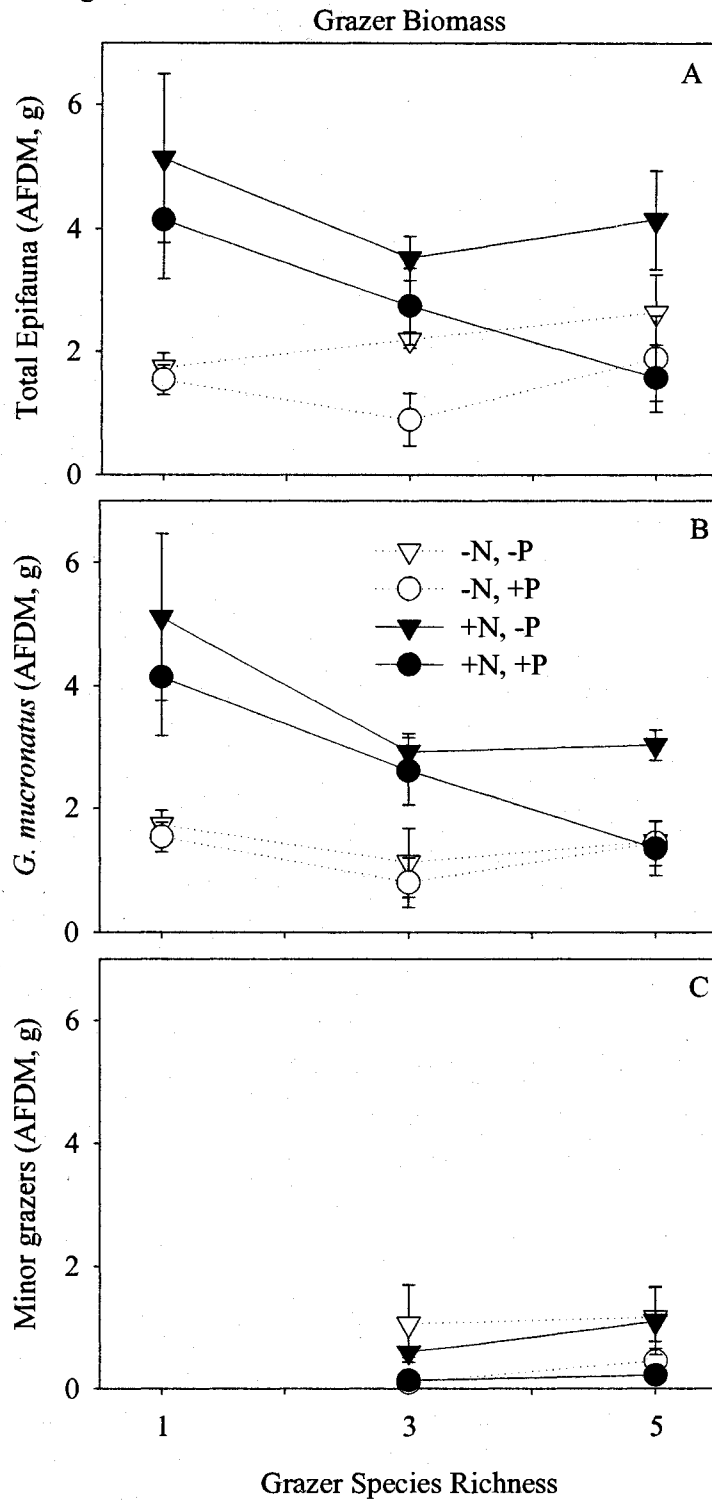 Grazer Biomass
A
6
4
2
0
Total Epifauna (AFDM, g)
B
-N, -P
-N, +P
+N, -P
+N, +P
6
4
2
0
G. mucronatus (AFDM, g)
C
6
4
2
0
Minor grazers (AFDM, g)
1 3 5
Grazer Species Richness